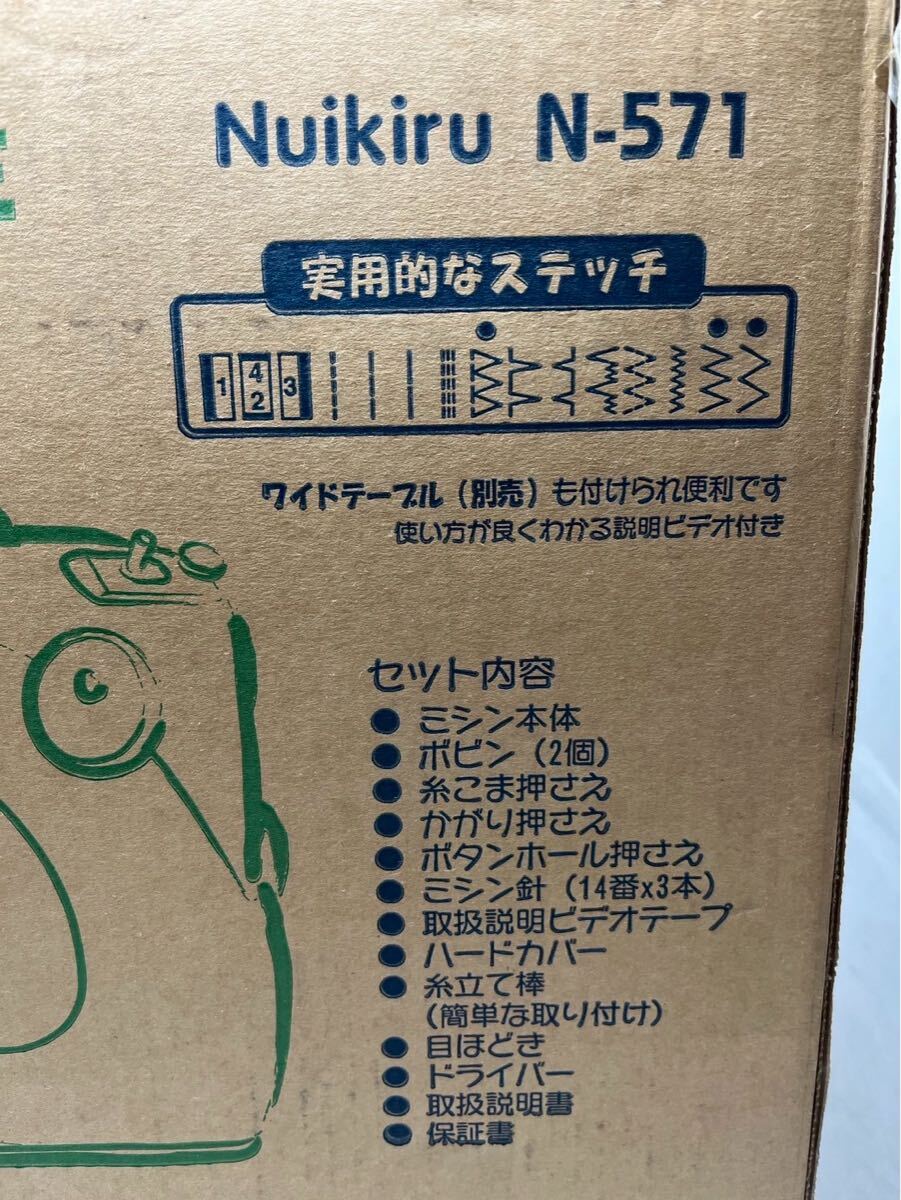 Nuikiru N-571
実用的なステッチ
1 4 2 3
ワイドテーブル(別売)も付けられ便利です
使い方が良くわかる説明ビデオ付き
セット内容
● ミシン本体
● ボビン(2個)
● 糸こま押さえ
● かがり押さえ
● ボタンホール押さえ
● ミシン針(14番x3本)
● 取扱説明ビデオテープ
● ハードカバー
● 糸立て棒
(簡単な取り付け)
● 目ほどき
● ドライバー
● 取扱説明書
● 保証書